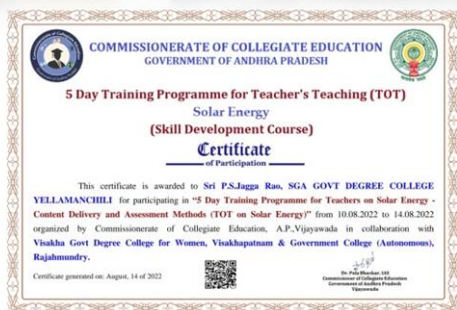 COMMISSIONERATE OF COLLEGIATE EDUCATION
GOVERNMENT OF ANDHRA PRADESH
5 Day Training Programme for Teacher's Teaching (TOT)
Solar Energy
(Skill Development Course)
Certificate
of Participation
This certificate is awarded to Sri P.S.Jagga Rao, SGA GOVT DEGREE COLLEGE
YELLAMANCHILI for participating in "5 Day Training Programme for Teachers on Solar Energy -
Content Delivery and Assessment Methods (TOT on Solar Energy)" from 10.08.2022 to 14.08.2022
organized by Commissionerate of Collegiate Education, A.P.,Vijayawada in collaboration with
Visakha Govt Degree College for Women, Visakhapatnam & Government College (Autonomous),
Rajahmundry.
Certificate generated on: August, 14 of 2022
Dr. Pola Bhaskar, IAS
Commissioner of Collegiate Education
Government of Andhra Pradesh
Vijayawada